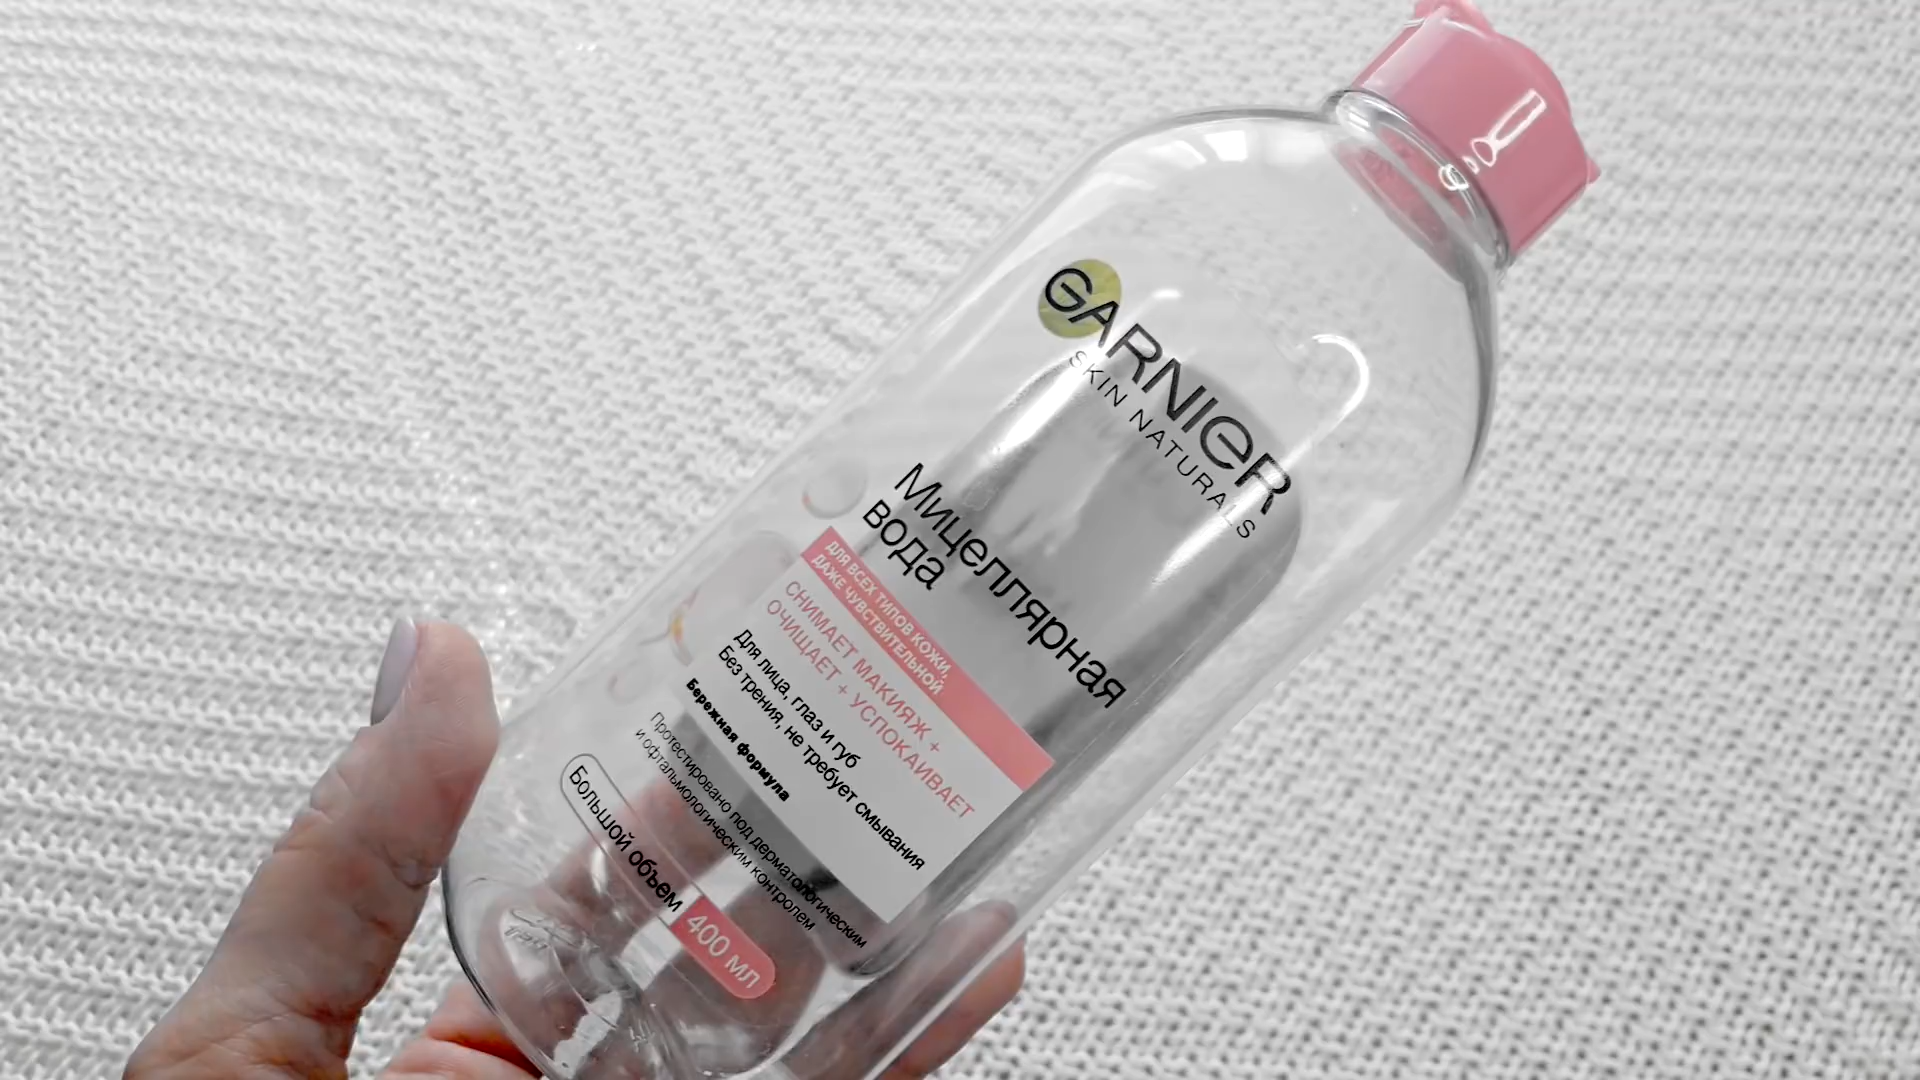 GARNIER
SKIN NATURALS
Мицеллярная
вода
ДЛЯ ВСЕХ ТИПОВ КОЖИ,
ДАЖЕ ЧУВСТВИТЕЛЬНОЙ
СНИМАЕТ МАКИЯЖ +
ОЧИЩАЕТ + УСПОКАИВАЕТ
Для лица, глаз и губ
Без трения, не требует смывания
Бережная формула
Протестировано под дерматологическим
и офтальмологическим контролем
Большой объем 400 мл